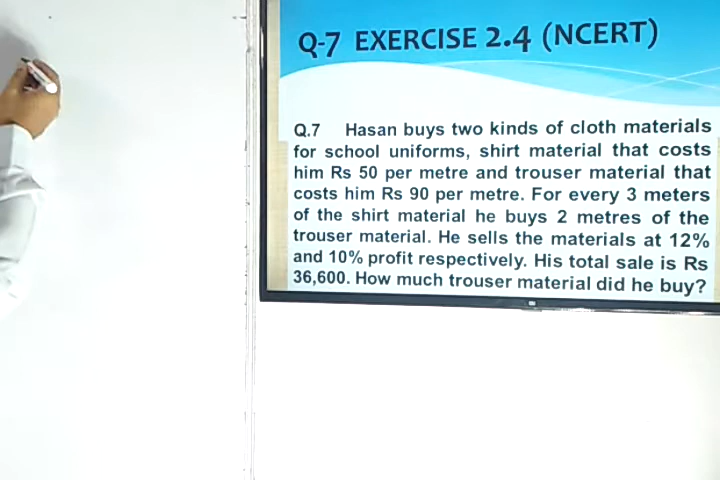 Q-7 EXERCISE 2.4 (NCERT)
Q.7 Hasan buys two kinds of cloth materials
for school uniforms, shirt material that costs
him Rs 50 per metre and trouser material that
costs him Rs 90 per metre. For every 3 meters
of the shirt material he buys 2 metres of the
trouser material. He sells the materials at 12%
and 10% profit respectively. His total sale is Rs
36,600. How much trouser material did he buy?